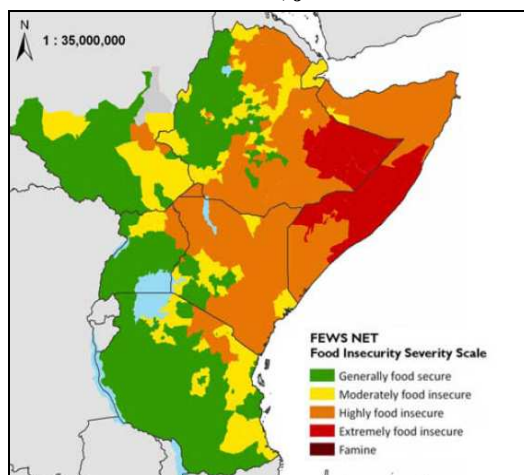 N
1 : 35,000,000
FEWS NET
Food Insecurity Severity Scale
Generally food secure
Moderately food insecure
Highly food insecure
Extremely food insecure
Famine